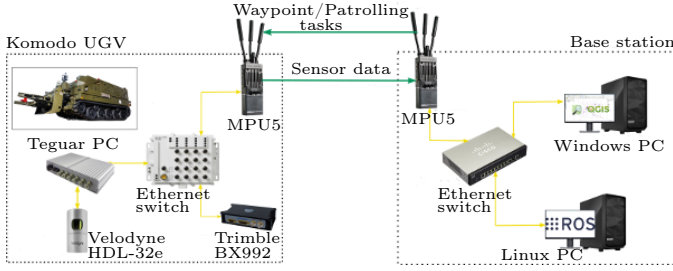 Waypoint/Patrolling
tasks
Komodo UGV
Base station
Sensor data
MPU5
MPU5
Teguar PC
Windows PC
QGIS
Ethernet
switch
Ethernet
switch
ROS
Velodyne
HDL-32e
Trimble
BX992
Linux PC